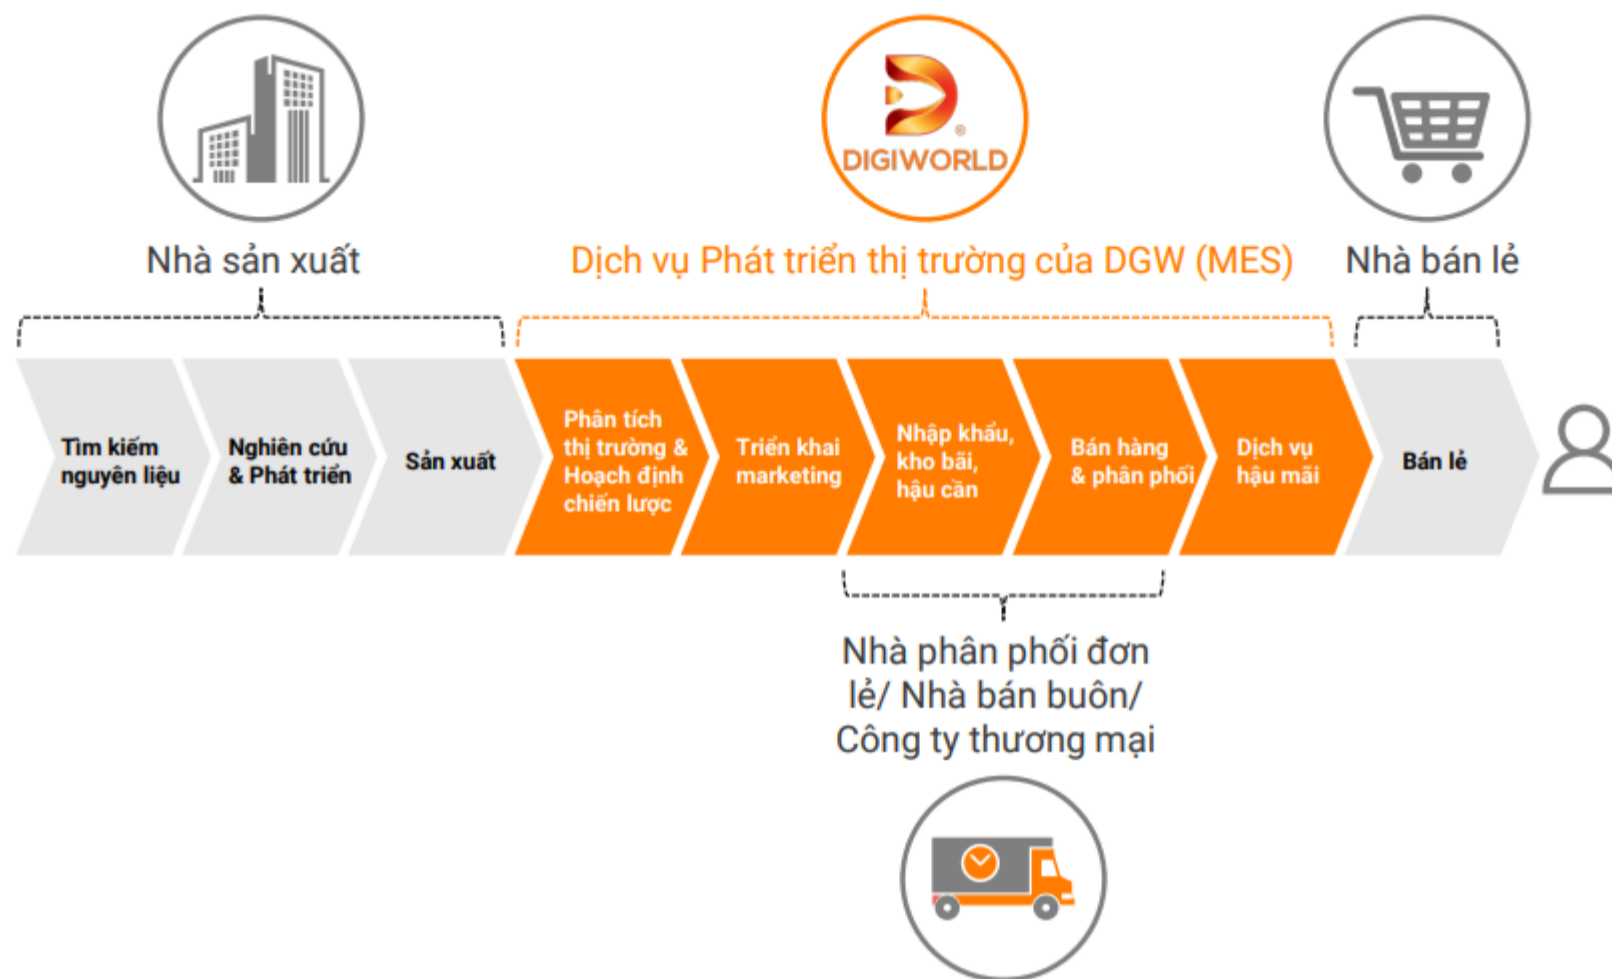 DIGIWORLD
®
Nhà sản xuất
Dịch vụ Phát triển thị trường của DGW (MES)
Nhà bán lẻ
Tìm kiếm
nguyên liệu
Nghiên cứu
& Phát triển
Sản xuất
Phân tích
thị trường &
Hoạch định
chiến lược
Triển khai
marketing
Nhập khẩu,
kho bãi,
hậu cần
Bán hàng
& phân phối
Dịch vụ
hậu mãi
Bán lẻ
Nhà phân phối đơn
lẻ/ Nhà bán buôn/
Công ty thương mại